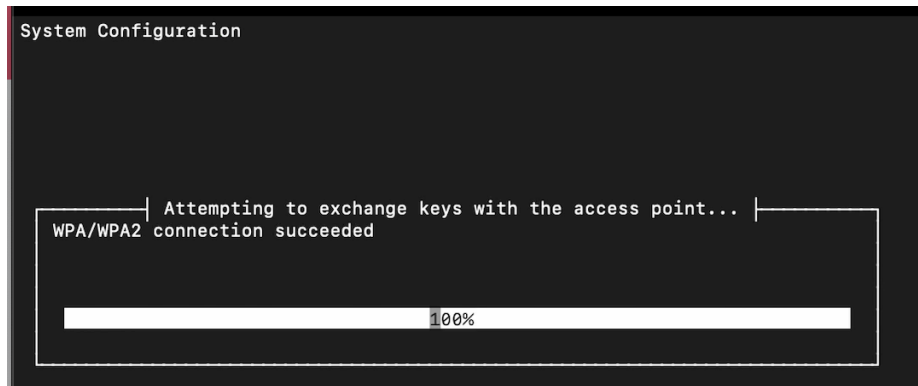 System Configuration
Attempting to exchange keys with the access point...
WPA/WPA2 connection succeeded
100%